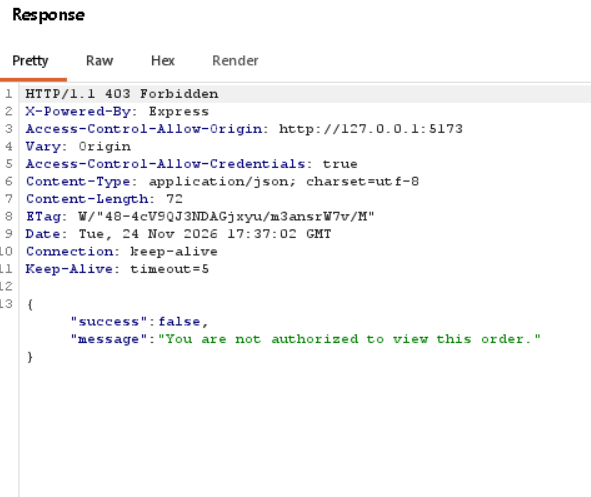 Response
Pretty Raw Hex Render
1 HTTP/1.1 403 Forbidden
2 X-Powered-By: Express
3 Access-Control-Allow-Origin: http://127.0.0.1:5173
4 Vary: Origin
5 Access-Control-Allow-Credentials: true
6 Content-Type: application/json; charset=utf-8
7 Content-Length: 72
8 ETag: W/"48-4cV9QJ3NDAGjxyu/m3ansrW7v/M"
9 Date: Tue, 24 Nov 2026 17:37:02 GMT
10 Connection: keep-alive
11 Keep-Alive: timeout=5
12
13 {
"success":false,
"message":"You are not authorized to view this order."
}